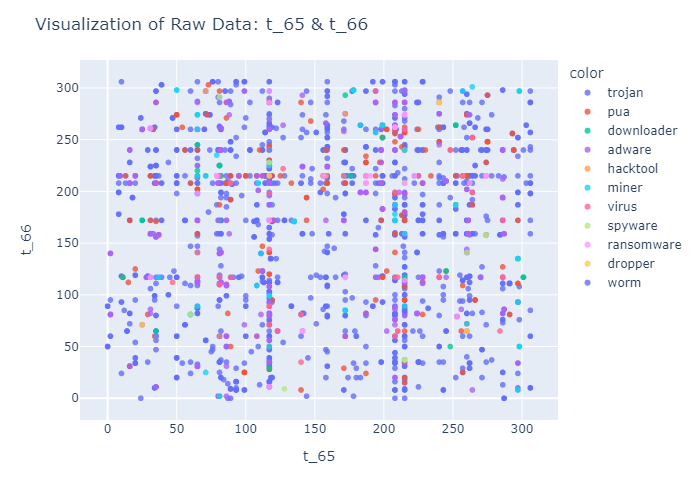 Visualization of Raw Data: t_65 & t_66
color
trojan
pua
downloader
adware
hacktool
miner
virus
spyware
ransomware
dropper
worm
300
250
200
150
100
50
0
t_66
0 50 100 150 200 250 300
t_65